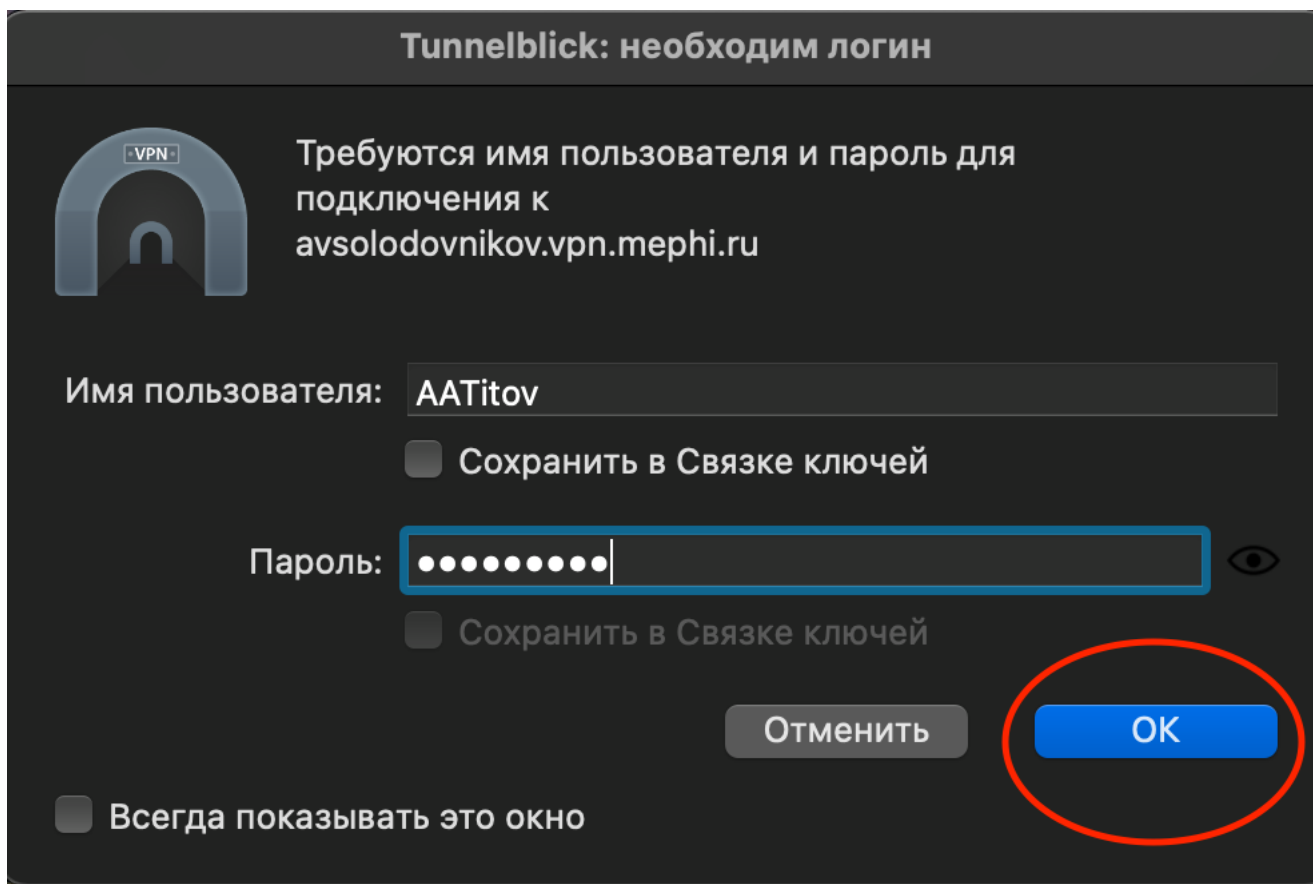 Tunnelblick: необходим логин
VPN
Требуются имя пользователя и пароль для
подключения к
avsolodovnikov.vpn.mephi.ru
Имя пользователя: AATitov
Сохранить в Связке ключей
Пароль: •••••••••
Сохранить в Связке ключей
Отменить OK
Всегда показывать это окно